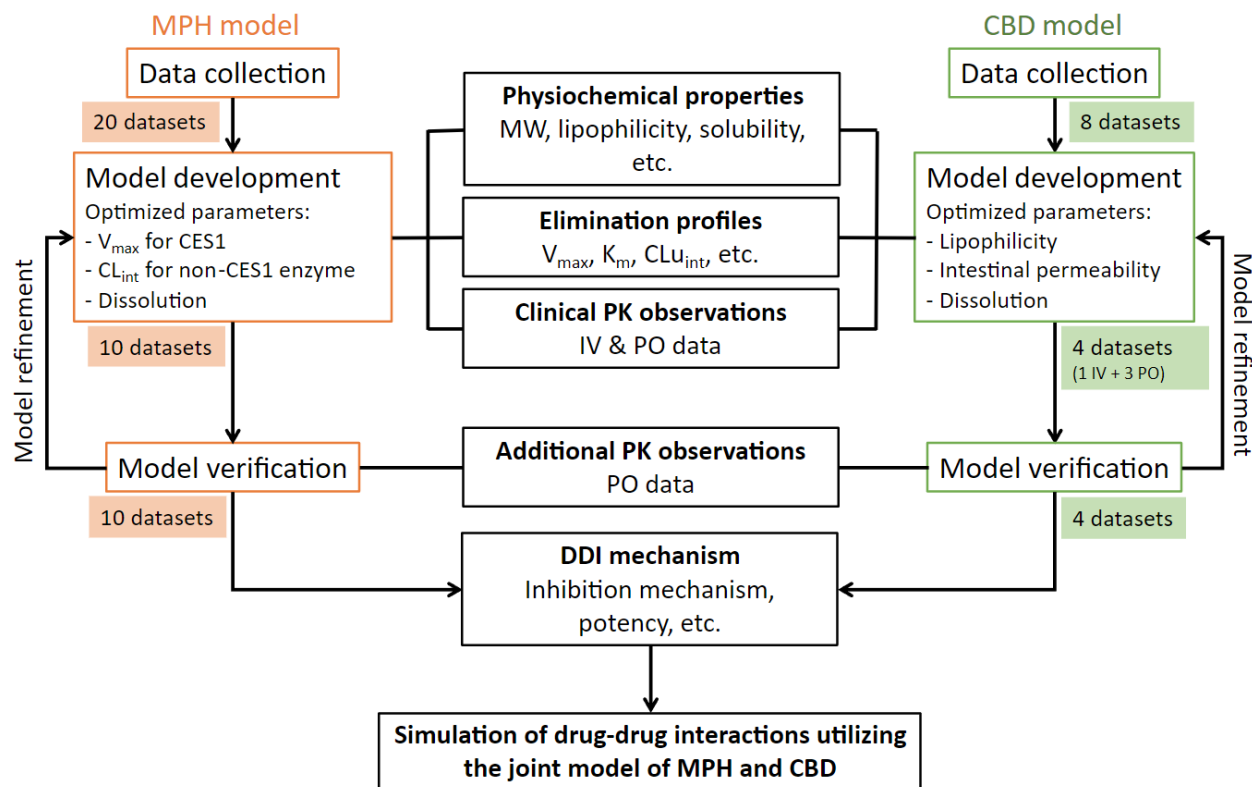 MPH model
CBD model
Data collection
20 datasets
Model development
Optimized parameters:
- Vmax for CES1
- CLint for non-CES1 enzyme
- Dissolution
10 datasets
Model refinement
Model verification
10 datasets
Physiochemical properties
MW, lipophilicity, solubility,
etc.
Elimination profiles
Vmax, Km, CLuint, etc.
Clinical PK observations
IV & PO data
Additional PK observations
PO data
Data collection
8 datasets
Model development
Optimized parameters:
- Lipophilicity
- Intestinal permeability
- Dissolution
4 datasets
(1 IV + 3 PO)
Model refinement
Model verification
4 datasets
DDI mechanism
Inhibition mechanism,
potency, etc.
Simulation of drug-drug interactions utilizing
the joint model of MPH and CBD